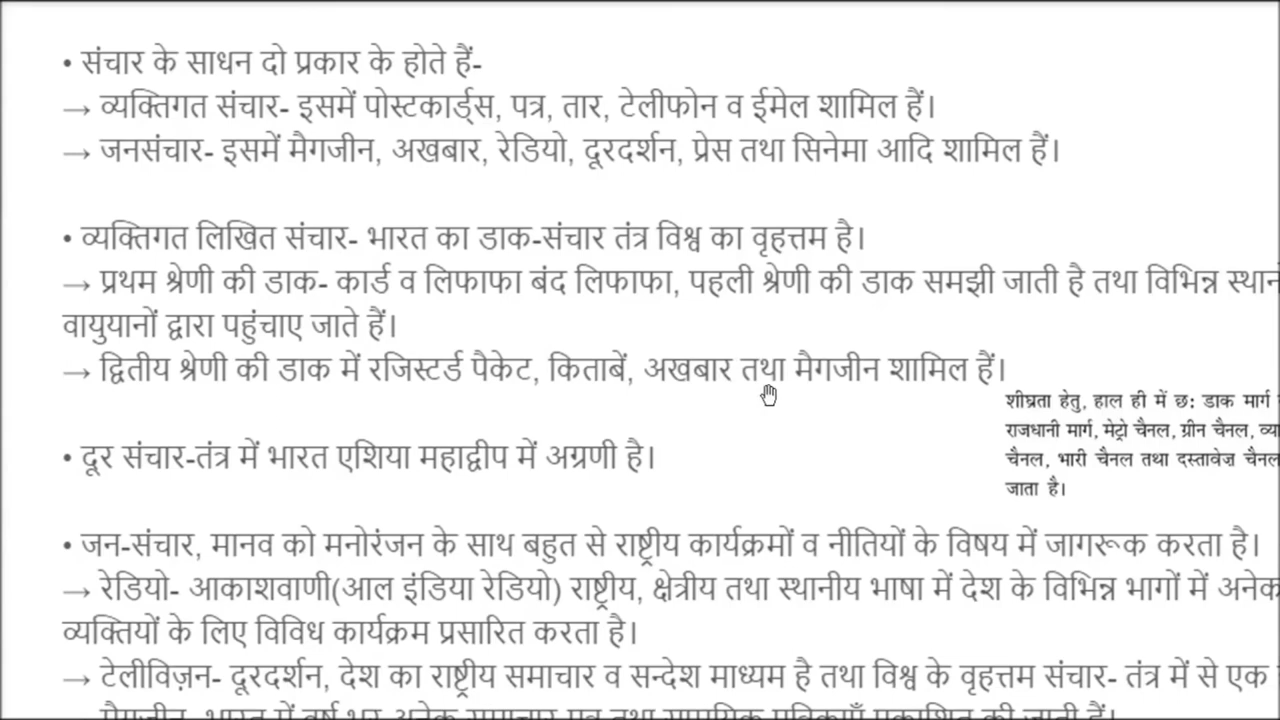 • संचार के साधन दो प्रकार के होते हैं-
→ व्यक्तिगत संचार- इसमें पोस्टकार्ड्स, पत्र, तार, टेलीफोन व ईमेल शामिल हैं।
→ जनसंचार- इसमें मैगजीन, अखबार, रेडियो, दूरदर्शन, प्रेस तथा सिनेमा आदि शामिल हैं।
• व्यक्तिगत लिखित संचार- भारत का डाक-संचार तंत्र विश्व का वृहत्तम है।
→ प्रथम श्रेणी की डाक- कार्ड व लिफाफा बंद लिफाफा, पहली श्रेणी की डाक समझी जाती है तथा विभिन्न
वायुयानों द्वारा पहुंचाए जाते हैं।
→ द्वितीय श्रेणी की डाक में रजिस्टर्ड पैकेट, किताबें, अखबार तथा मैगजीन शामिल हैं।
शीघ्रता हेतु, हाल ही में छ: डाक मार्ग
राजधानी मार्ग, मेट्रो चैनल, ग्रीन चैनल,
चैनल, भारी चैनल तथा दस्तावेज चैनल
जाता है।
• दूर संचार-तंत्र में भारत एशिया महाद्वीप में अग्रणी है।
• जन-संचार, मानव को मनोरंजन के साथ बहुत से राष्ट्रीय कार्यक्रमों व नीतियों के विषय में जागरूक करता है।
→ रेडियो- आकाशवाणी(आल इंडिया रेडियो) राष्ट्रीय, क्षेत्रीय तथा स्थानीय भाषा में देश के विभिन्न भागों में अनेक
व्यक्तियों के लिए विविध कार्यक्रम प्रसारित करता है।
→ टेलीविज़न- दूरदर्शन, देश का राष्ट्रीय समाचार व सन्देश माध्यम है तथा विश्व के वृहत्तम संचार- तंत्र में से एक